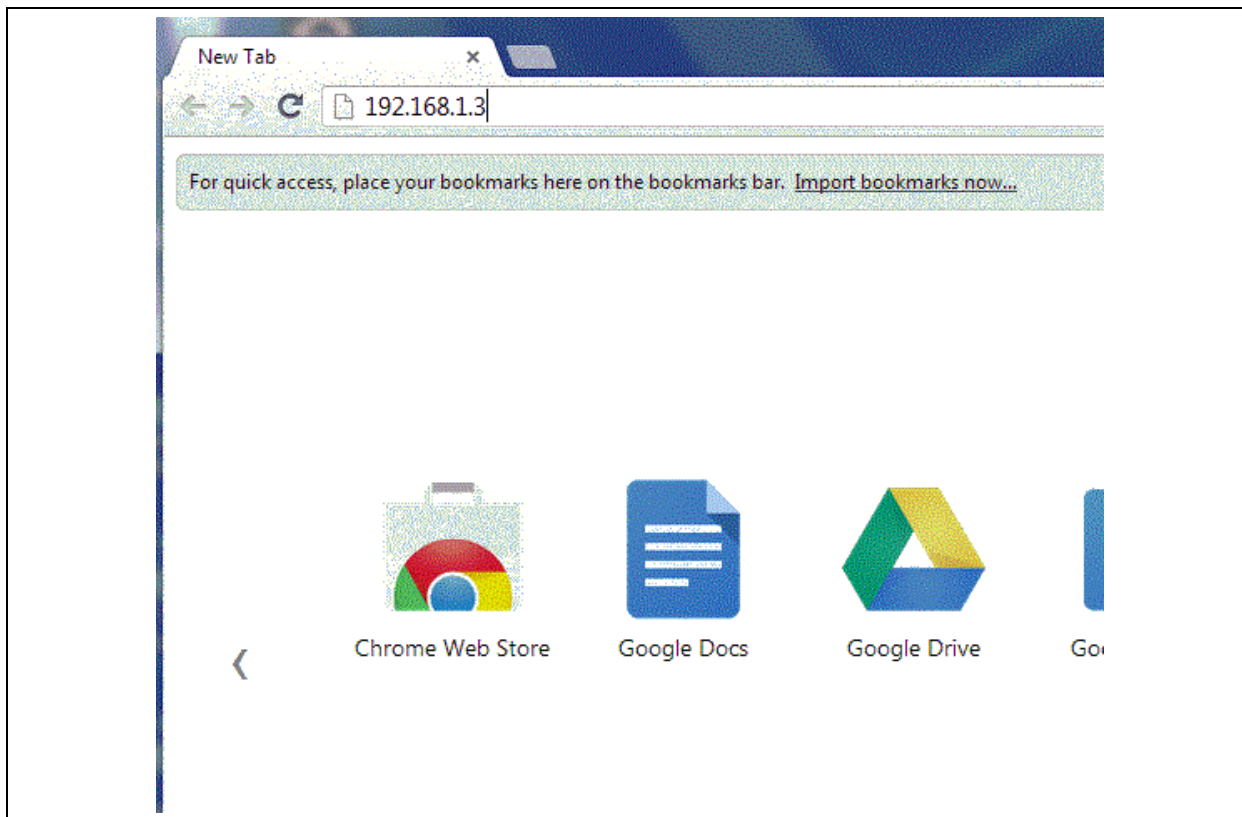 New Tab
192.168.1.3
For quick access, place your bookmarks here on the bookmarks bar. Import bookmarks now...
Chrome Web Store Google Docs Google Drive